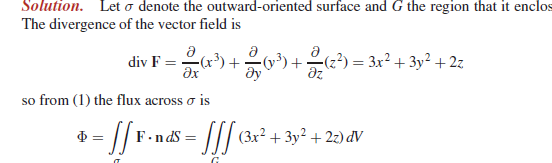 Solution. Let σ denote the outward-oriented surface and G the region that it enclos
The divergence of the vector field is
div F = ∂/∂x (x³) + ∂/∂y (y³) + ∂/∂z (z²) = 3x² + 3y² + 2z
so from (1) the flux across σ is
Φ = ∬_σ F · n dS = ∭_G (3x² + 3y² + 2z) dV